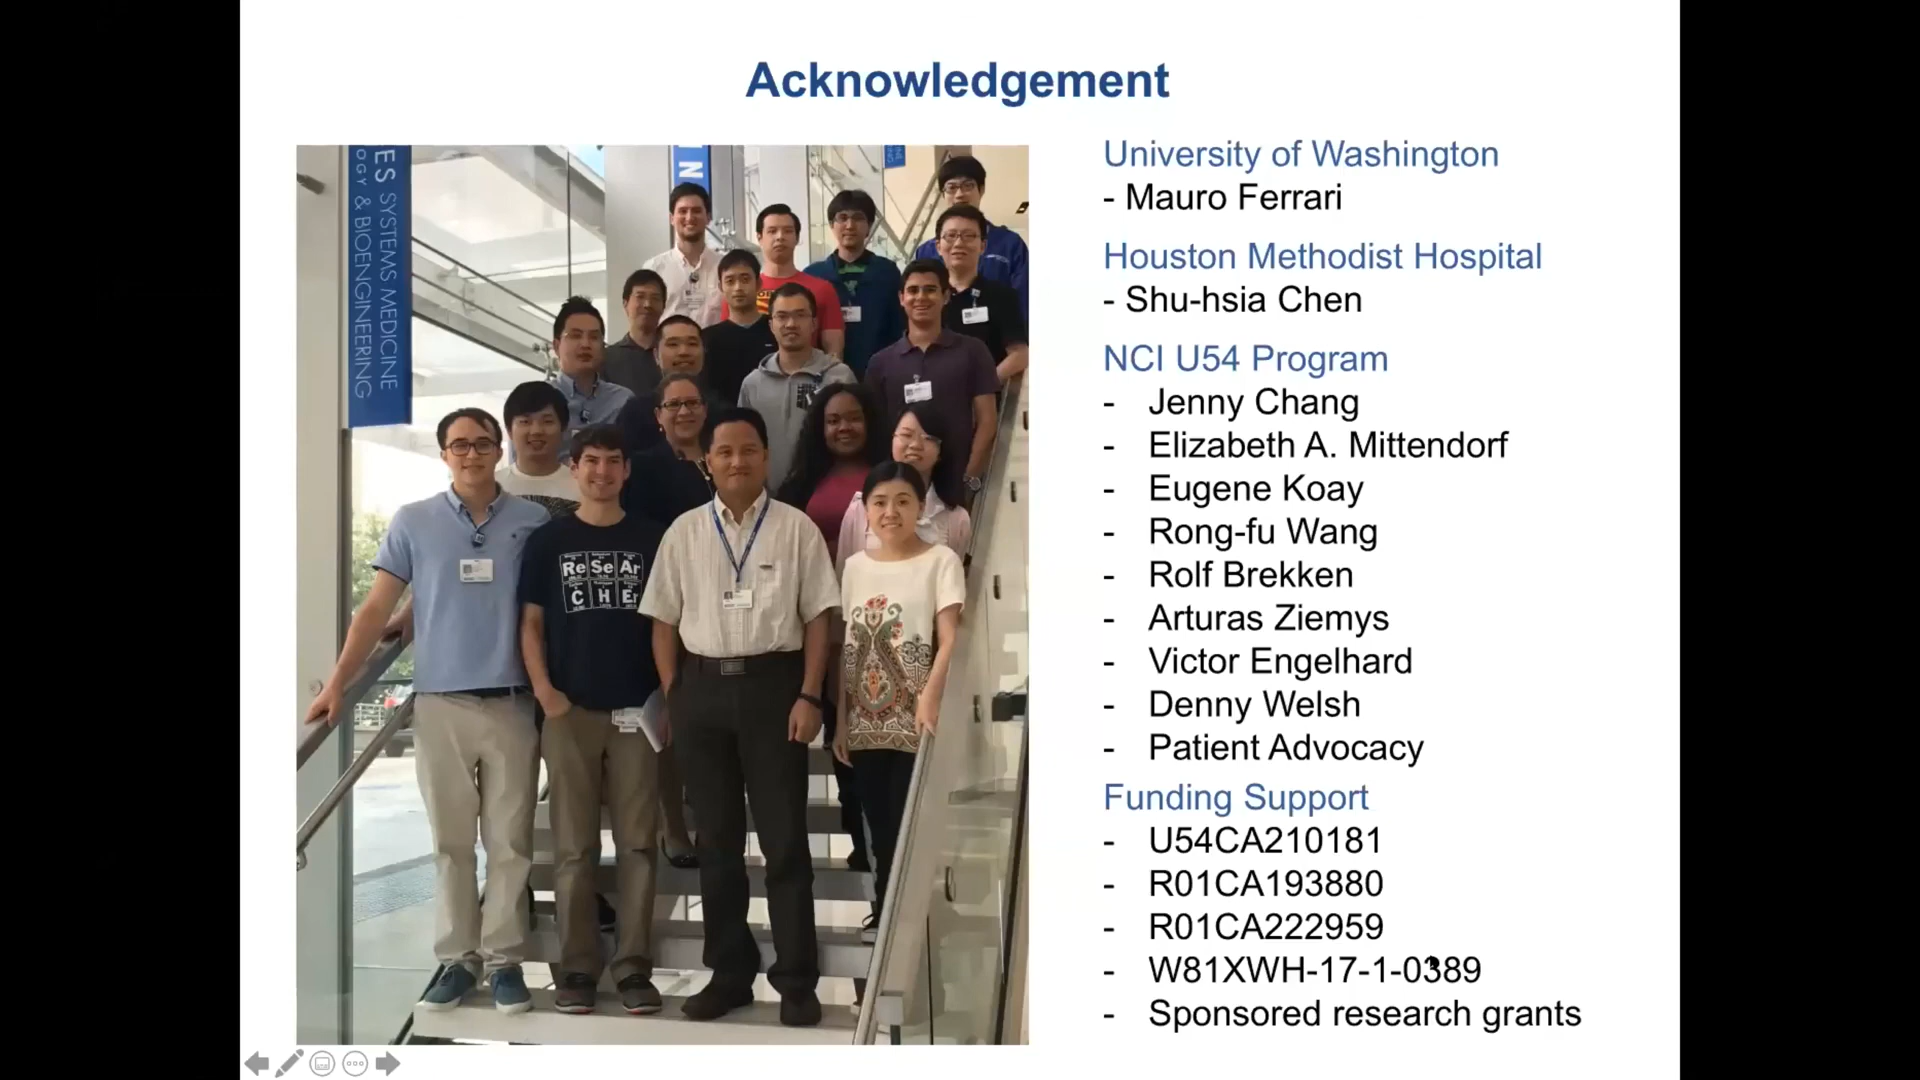 Acknowledgement
ES SYSTEMS MEDICINE
OGY & BIOENGINEERING
N
Re Se Ar
C H Er
University of Washington
- Mauro Ferrari
Houston Methodist Hospital
- Shu-hsia Chen
NCI U54 Program
- Jenny Chang
- Elizabeth A. Mittendorf
- Eugene Koay
- Rong-fu Wang
- Rolf Brekken
- Arturas Ziemys
- Victor Engelhard
- Denny Welsh
- Patient Advocacy
Funding Support
- U54CA210181
- R01CA193880
- R01CA222959
- W81XWH-17-1-0389
- Sponsored research grants